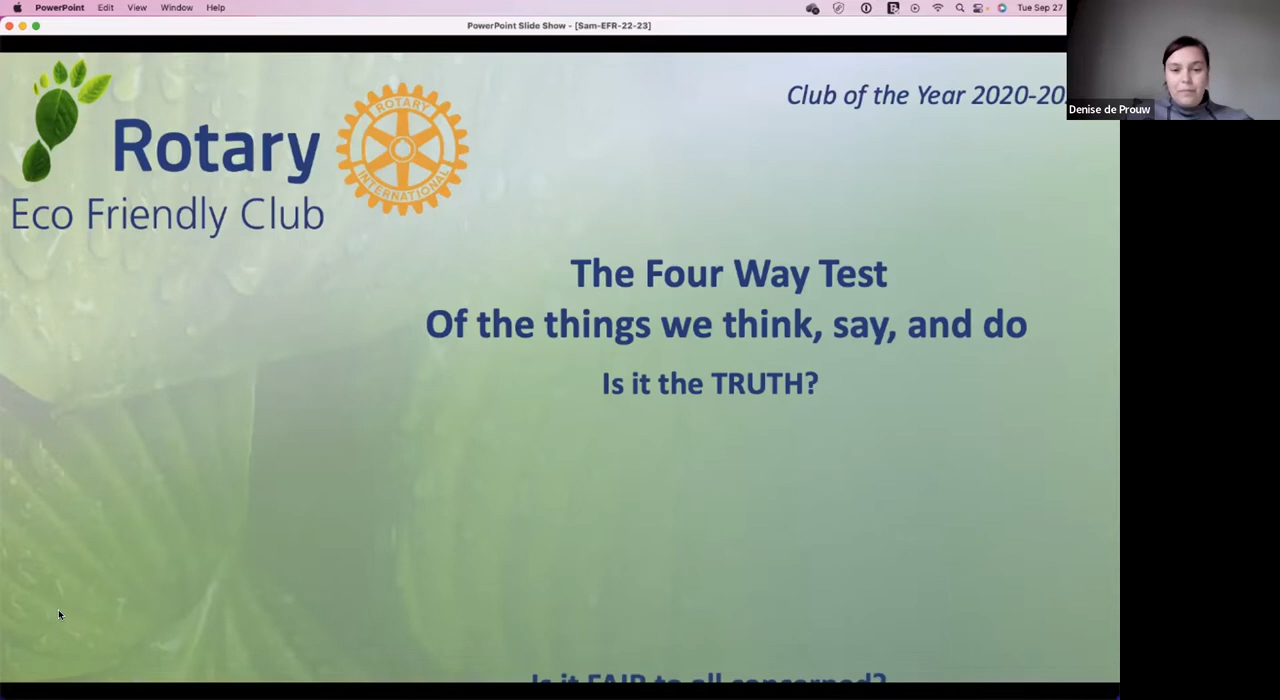 PowerPoint Edit View Window Help Tue Sep 27
PowerPoint Slide Show - [Sam-EFR-22-23]
Denise de Prouw
Club of the Year 2020-20
Rotary
ROTARY
INTERNATIONAL
Eco Friendly Club
The Four Way Test
Of the things we think, say, and do
Is it the TRUTH?
Is it FAIR to all concerned?